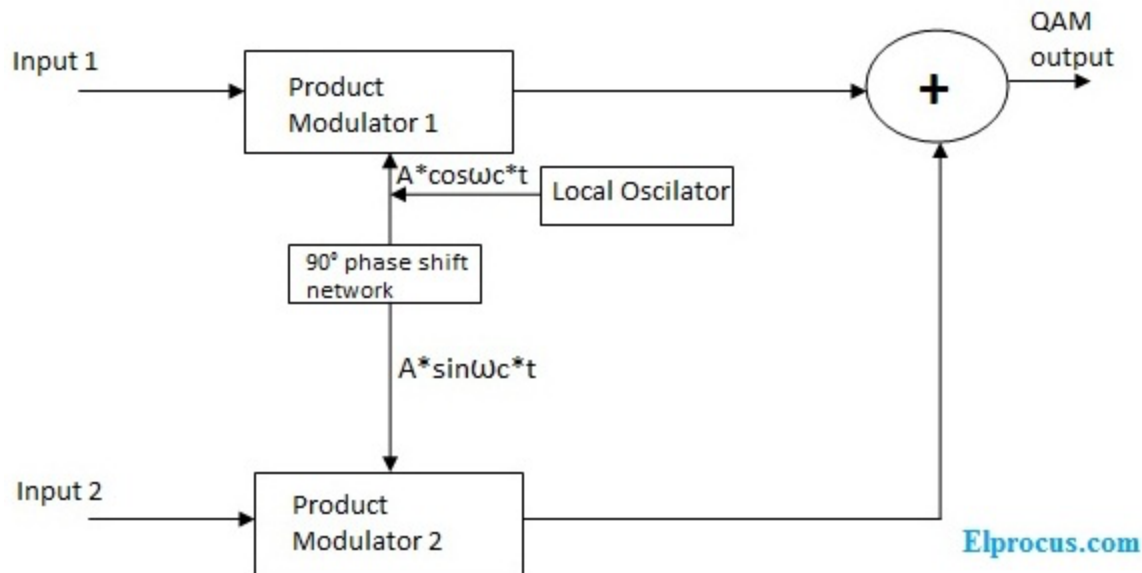 QAM
output
Input 1
Product
Modulator 1
+
A*cosωc*t
Local Oscilator
90° phase shift
network
A*sinωc*t
Input 2
Product
Modulator 2
Elprocus.com